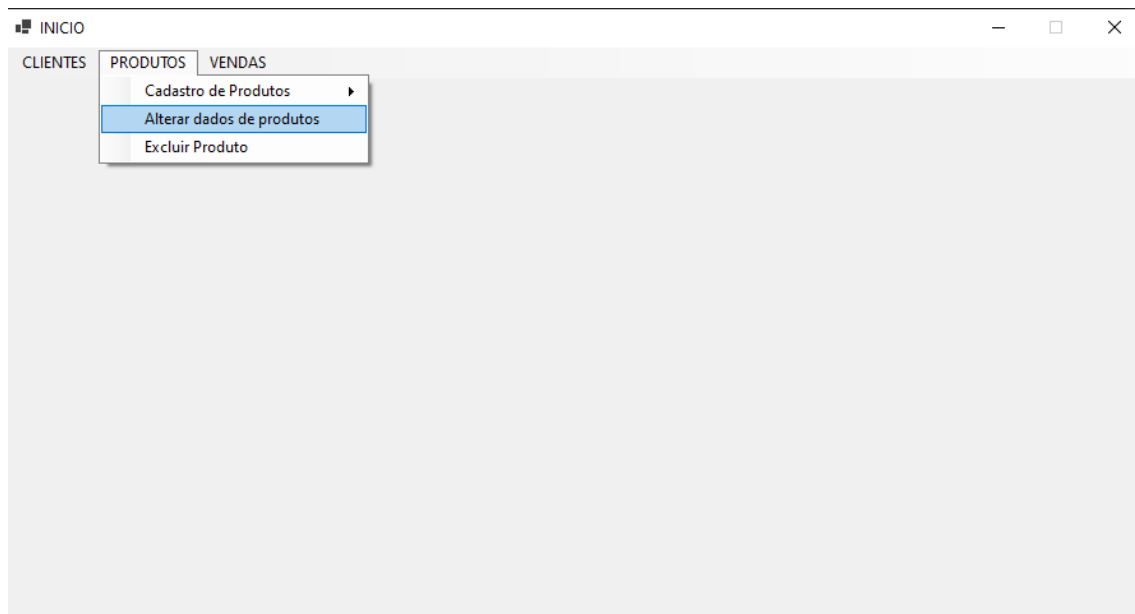 INICIO
CLIENTES PRODUTOS VENDAS
Cadastro de Produtos
Alterar dados de produtos
Excluir Produto